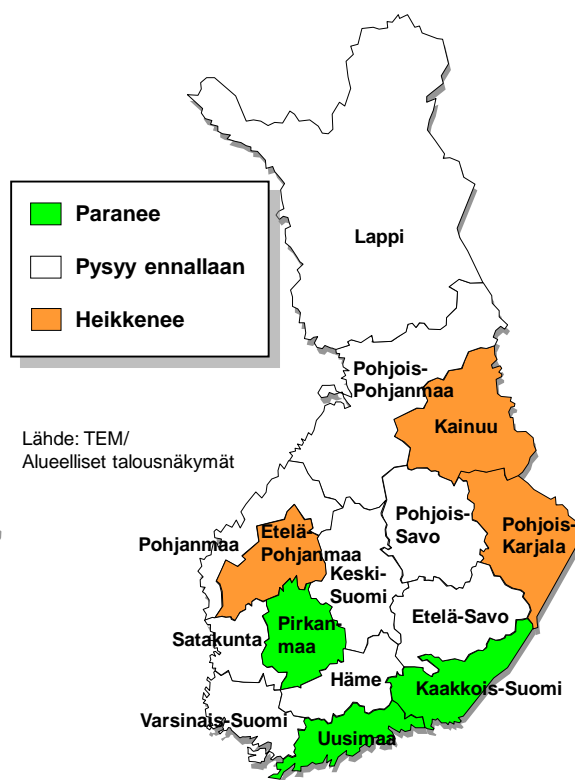 Paranee
Pysyy ennallaan
Heikkenee
Lähde: TEM/
Alueelliset talousnäkymät
Lappi
Pohjois-
Pohjanmaa
Kainuu
Pohjois-
Savo
Pohjois-
Karjala
Pohjanmaa
Etelä-
Pohjanmaa
Keski-
Suomi
Etelä-Savo
Satakunta
Pirkan-
maa
Häme
Kaakkois-Suomi
Varsinais-Suomi
Uusimaa